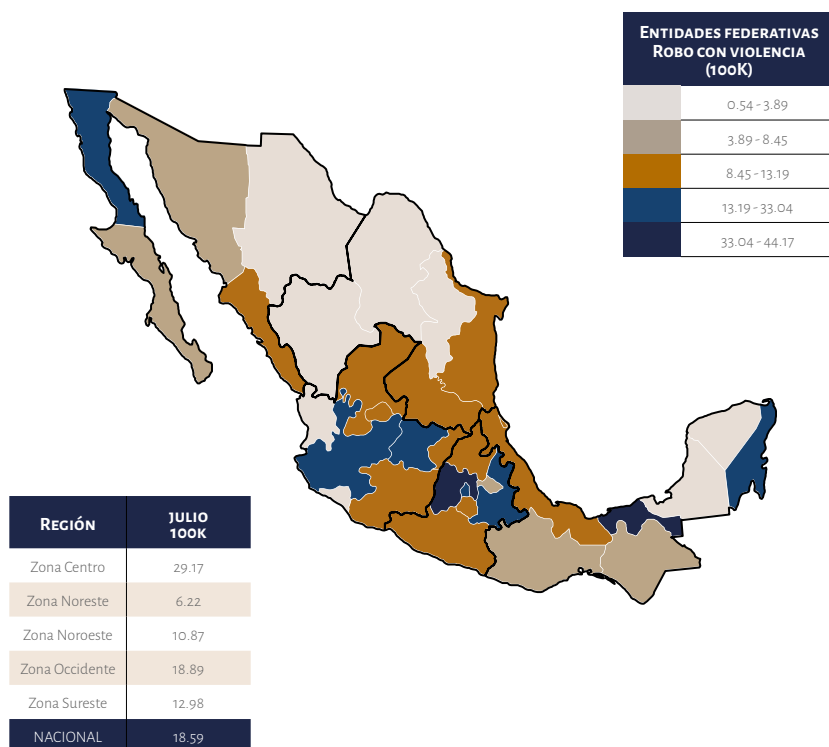 Entidades federativas
Robo con violencia
(100K)
0.54 - 3.89
3.89 - 8.45
8.45 - 13.19
13.19 - 33.04
33.04 - 44.17
Región JULIO 100K
Zona Centro 29.17
Zona Noreste 6.22
Zona Noroeste 10.87
Zona Occidente 18.89
Zona Sureste 12.98
NACIONAL 18.59